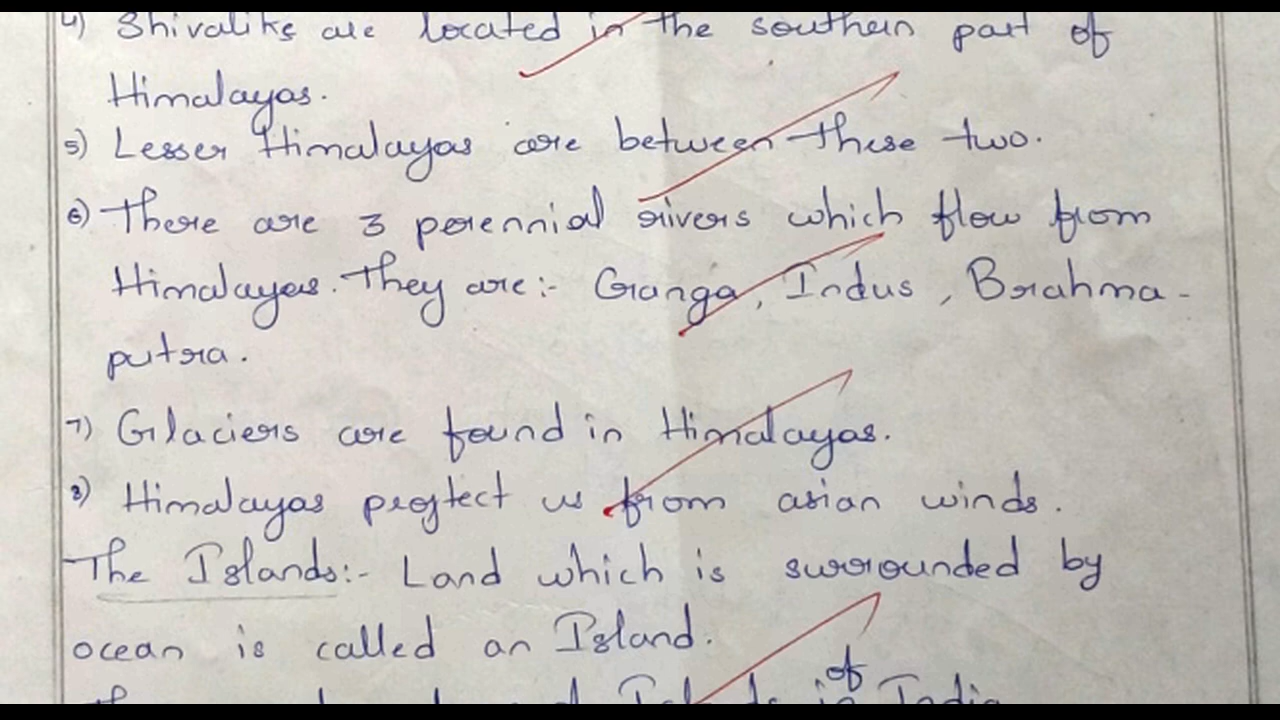 4) Shivaliks are located in the southern part of
Himalayas.
5) Lesser Himalayas are between these two.
6) There are 3 perennial rivers which flow from
Himalayas. They are:- Ganga, Indus, Brahma-
putra.
7) Glaciers are found in Himalayas.
8) Himalayas protect us from asian winds.
The Islands:- Land which is surrounded by
ocean is called an Island.
of
in India